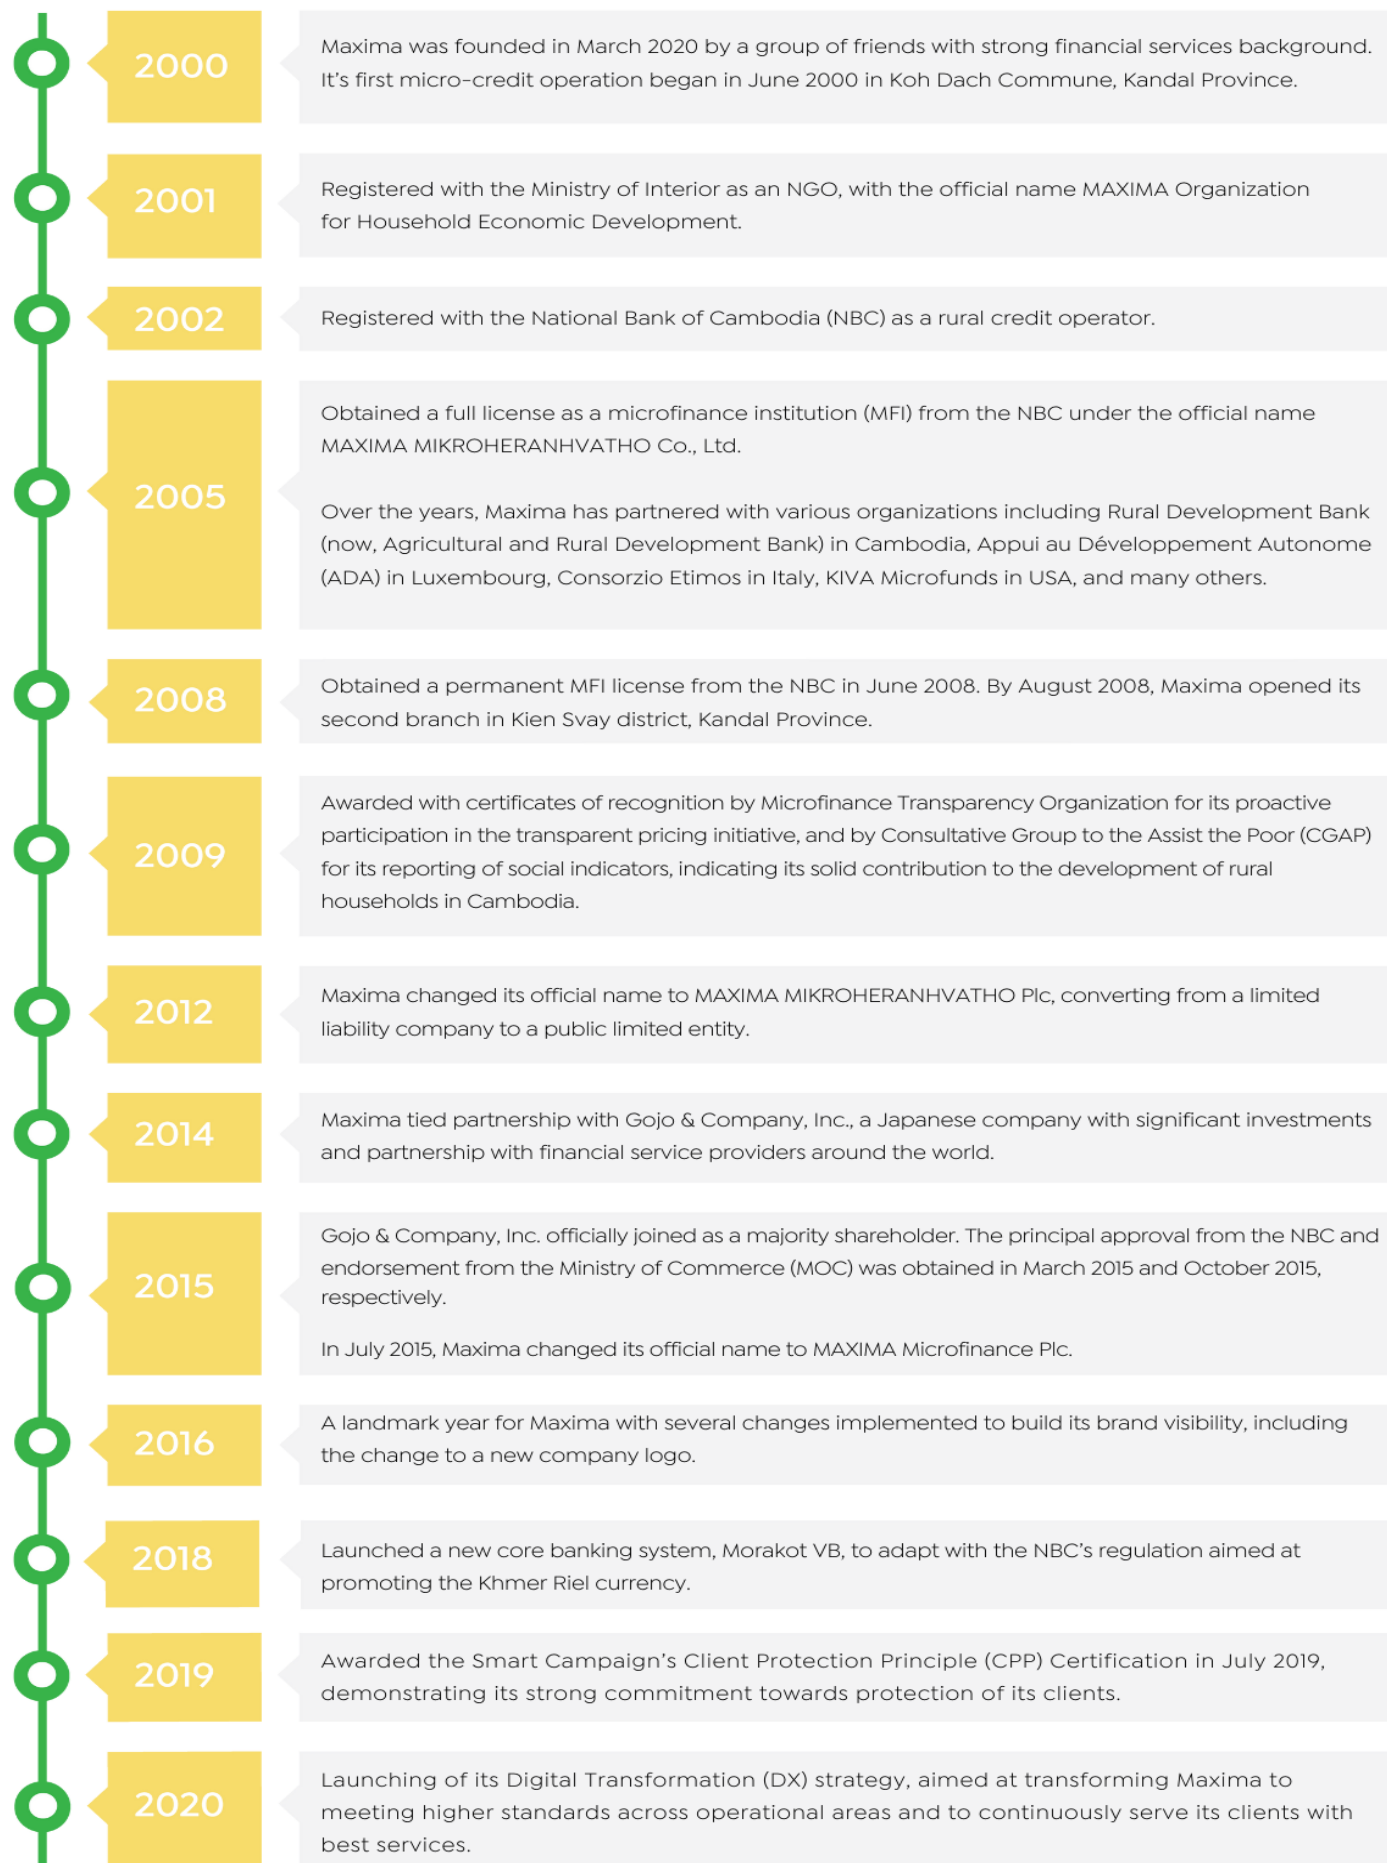 2000
Maxima was founded in March 2020 by a group of friends with strong financial services background.
It's first micro-credit operation began in June 2000 in Koh Dach Commune, Kandal Province.
2001
Registered with the Ministry of Interior as an NGO, with the official name MAXIMA Organization
for Household Economic Development.
2002
Registered with the National Bank of Cambodia (NBC) as a rural credit operator.
2005
Obtained a full license as a microfinance institution (MFI) from the NBC under the official name
MAXIMA MIKROHERANHVATHO Co., Ltd.
Over the years, Maxima has partnered with various organizations including Rural Development Bank
(now, Agricultural and Rural Development Bank) in Cambodia, Appui au Développement Autonome
(ADA) in Luxembourg, Consorzio Etimos in Italy, KIVA Microfunds in USA, and many others.
2008
Obtained a permanent MFI license from the NBC in June 2008. By August 2008, Maxima opened its
second branch in Kien Svay district, Kandal Province.
2009
Awarded with certificates of recognition by Microfinance Transparency Organization for its proactive
participation in the transparent pricing initiative, and by Consultative Group to the Assist the Poor (CGAP)
for its reporting of social indicators, indicating its solid contribution to the development of rural
households in Cambodia.
2012
Maxima changed its official name to MAXIMA MIKROHERANHVATHO Plc, converting from a limited
liability company to a public limited entity.
2014
Maxima tied partnership with Gojo & Company, Inc., a Japanese company with significant investments
and partnership with financial service providers around the world.
2015
Gojo & Company, Inc. officially joined as a majority shareholder. The principal approval from the NBC and
endorsement from the Ministry of Commerce (MOC) was obtained in March 2015 and October 2015,
respectively.
In July 2015, Maxima changed its official name to MAXIMA Microfinance Plc.
2016
A landmark year for Maxima with several changes implemented to build its brand visibility, including
the change to a new company logo.
2018
Launched a new core banking system, Morakot VB, to adapt with the NBC's regulation aimed at
promoting the Khmer Riel currency.
2019
Awarded the Smart Campaign's Client Protection Principle (CPP) Certification in July 2019,
demonstrating its strong commitment towards protection of its clients.
2020
Launching of its Digital Transformation (DX) strategy, aimed at transforming Maxima to
meeting higher standards across operational areas and to continuously serve its clients with
best services.